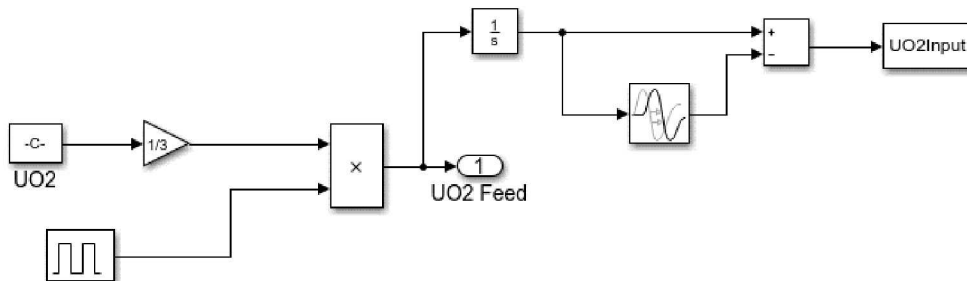 1
s
+
−
UO2Input
-C-
1/3
×
1
UO2
UO2 Feed